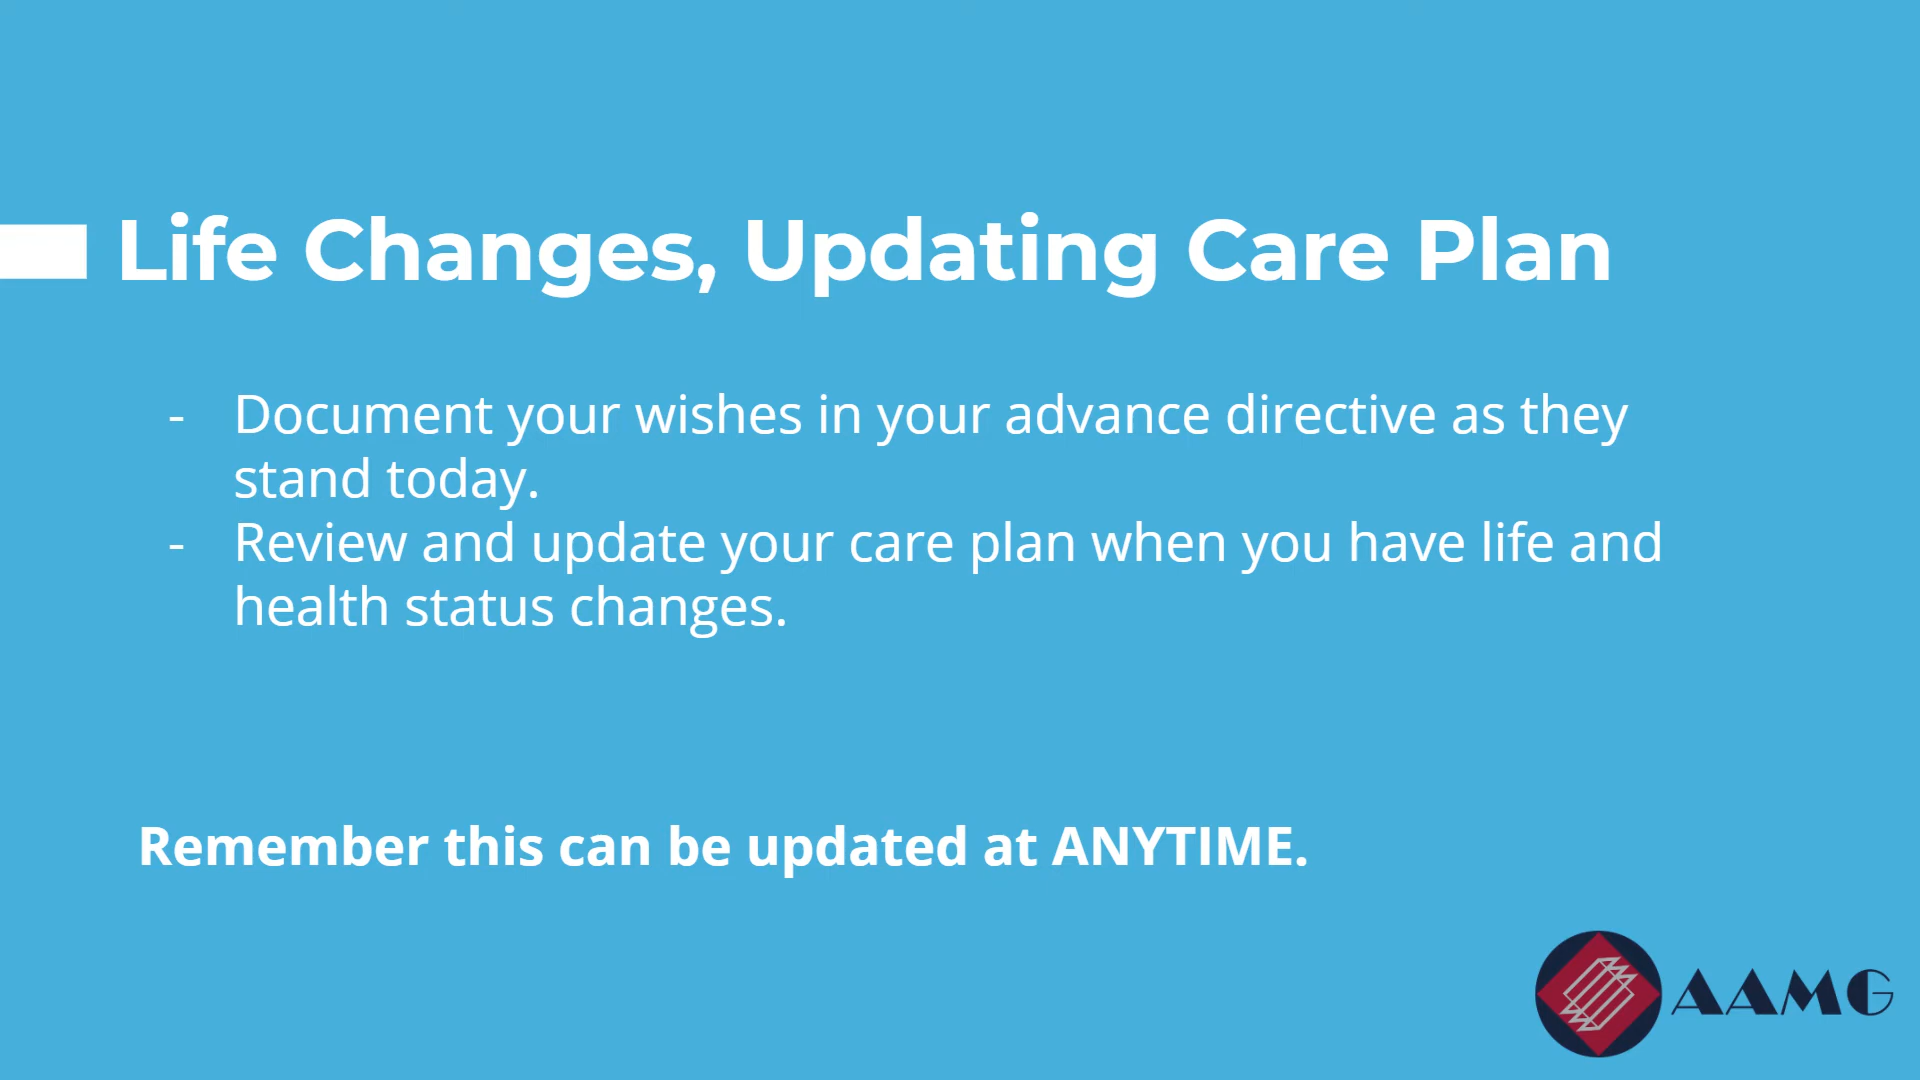 Life Changes, Updating Care Plan
- Document your wishes in your advance directive as they
stand today.
- Review and update your care plan when you have life and
health status changes.
Remember this can be updated at ANYTIME.
AAMG